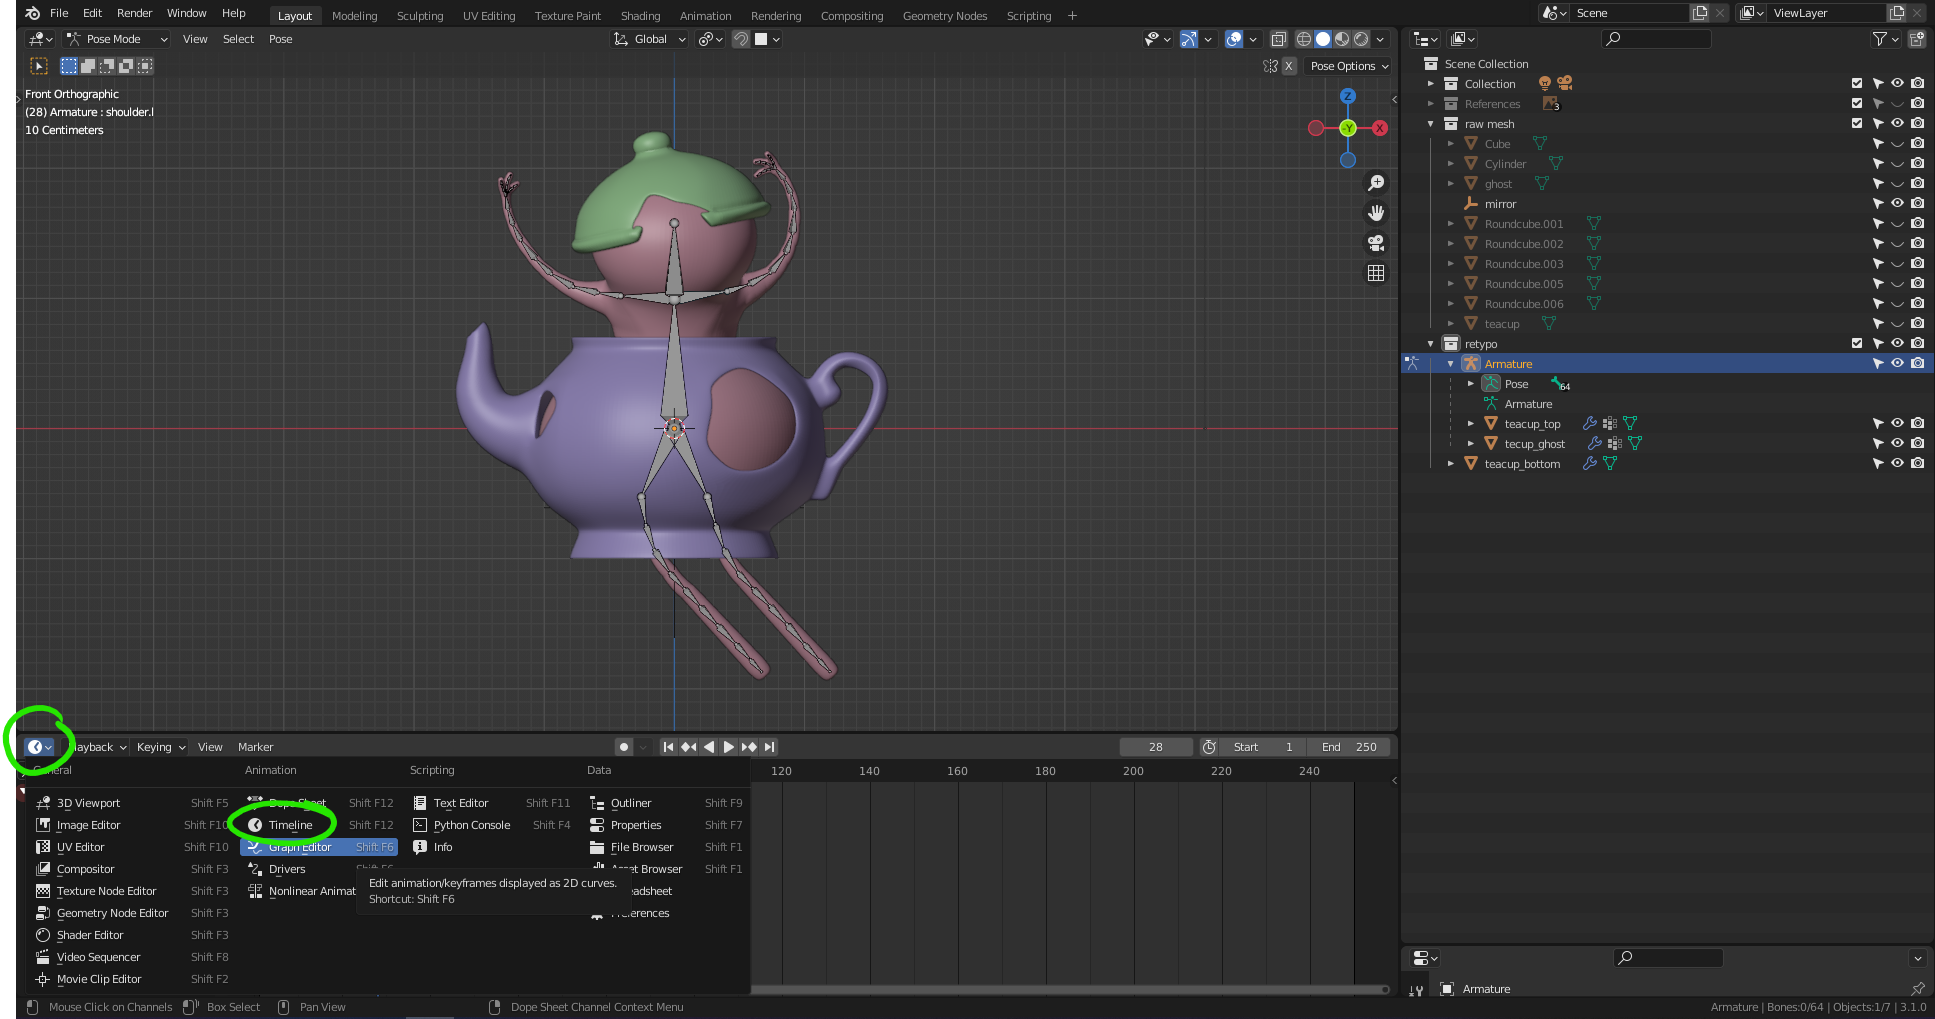 File Edit Render Window Help Layout Modeling Sculpting UV Editing Texture Paint Shading Animation Rendering Compositing Geometry Nodes Scripting + Scene ViewLayer
Pose Mode View Select Pose Global
X Pose Options
Front Orthographic
(28) Armature : shoulder.l
10 Centimeters
Z
Y X
Scene Collection
Collection
References 3
raw mesh
Cube
Cylinder
ghost
mirror
Roundcube.001
Roundcube.002
Roundcube.003
Roundcube.005
Roundcube.006
teacup
retypo
Armature
Pose 64
Armature
teacup_top
tecup_ghost
teacup_bottom
Keying View Marker 28 Start 1 End 250
Animation Scripting Data
120 140 160 180 200 220 240
3D Viewport Shift F5
Image Editor Shift F10
UV Editor Shift F10
Compositor Shift F3
Texture Node Editor Shift F3
Geometry Node Editor Shift F3
Shader Editor Shift F3
Video Sequencer Shift F8
Movie Clip Editor Shift F2
Dope Sheet Shift F12
Timeline Shift F12
Graph Editor Shift F6
Drivers
Text Editor Shift F11
Python Console Shift F4
Info
Outliner Shift F9
Properties Shift F7
File Browser Shift F1
Browser Shift F1
Edit animation/keyframes displayed as 2D curves.
Shortcut: Shift F6
Armature
Mouse Click on Channels Box Select Pan View Dope Sheet Channel Context Menu Armature | Bones:0/64 | Objects:1/7 | 3.1.0